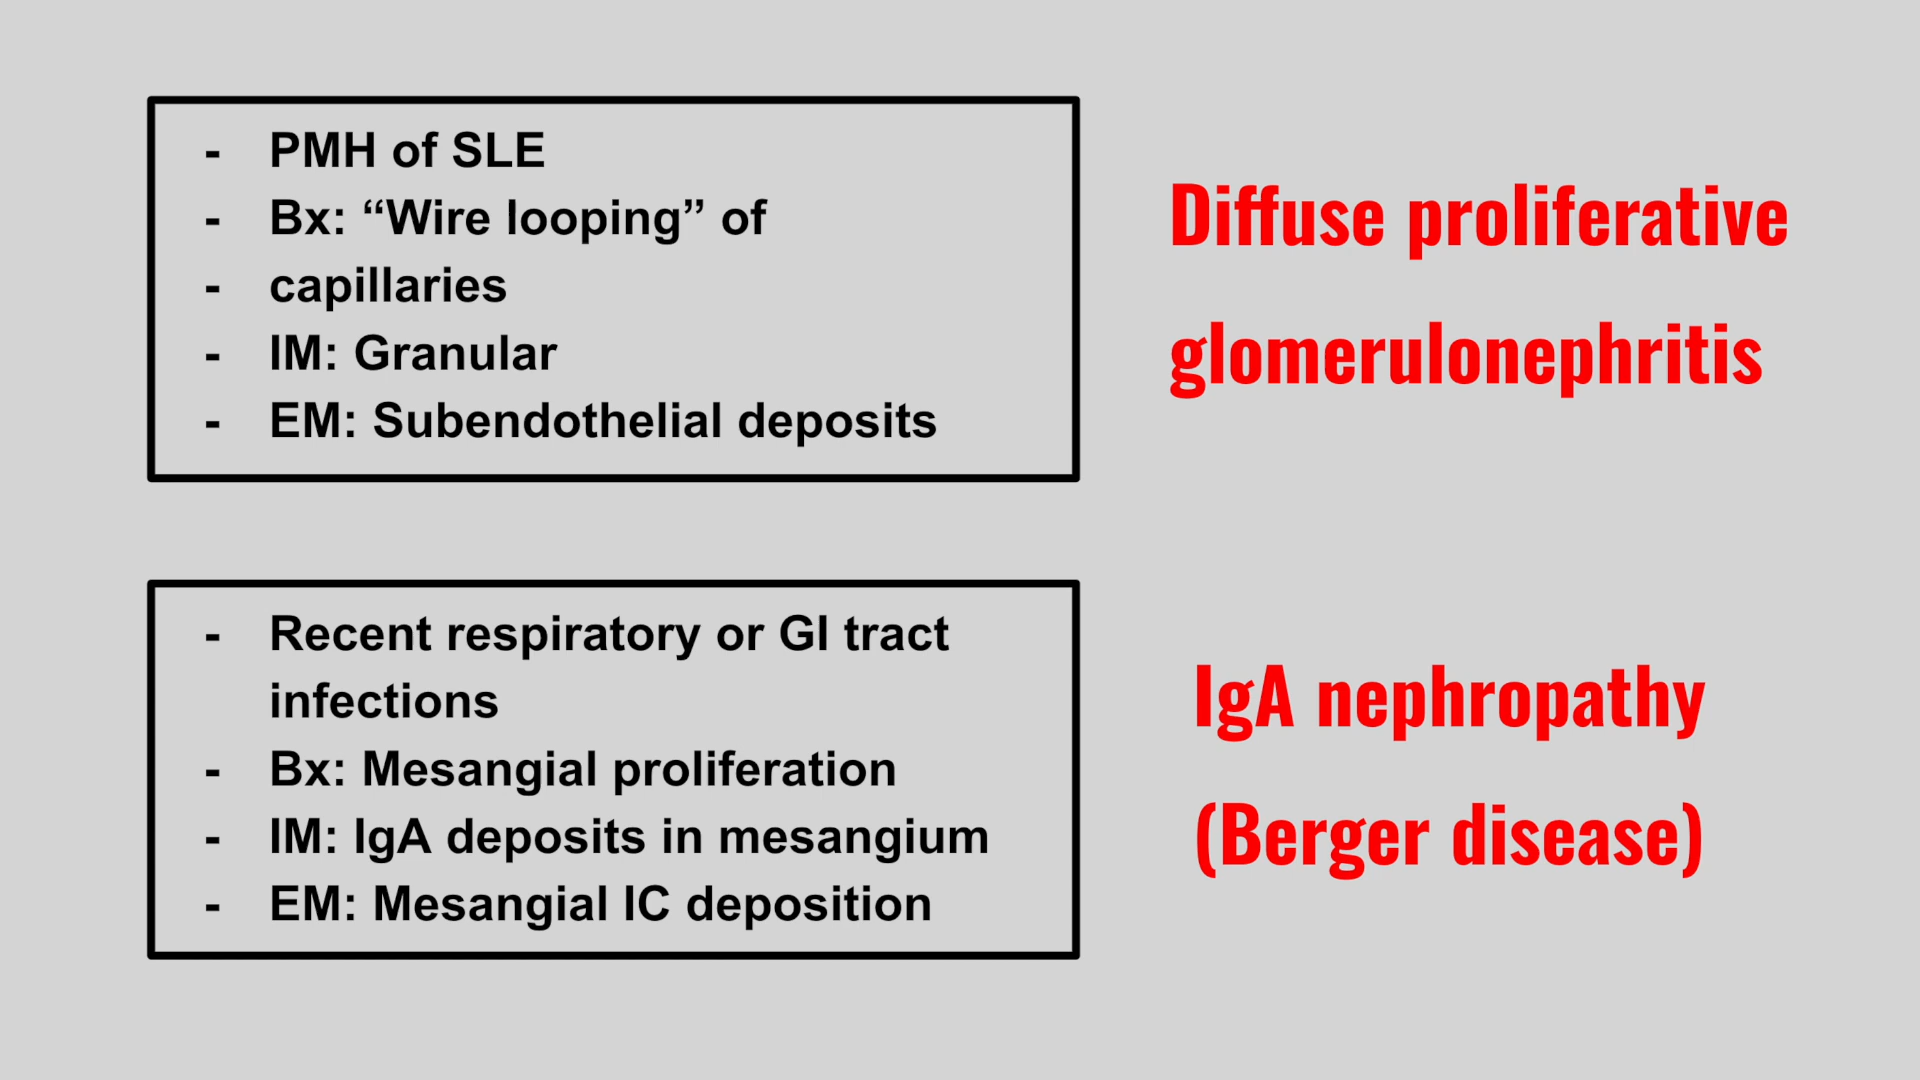 - PMH of SLE
- Bx: “Wire looping” of
- capillaries
- IM: Granular
- EM: Subendothelial deposits
Diffuse proliferative
glomerulonephritis
- Recent respiratory or GI tract
infections
- Bx: Mesangial proliferation
- IM: IgA deposits in mesangium
- EM: Mesangial IC deposition
IgA nephropathy
(Berger disease)